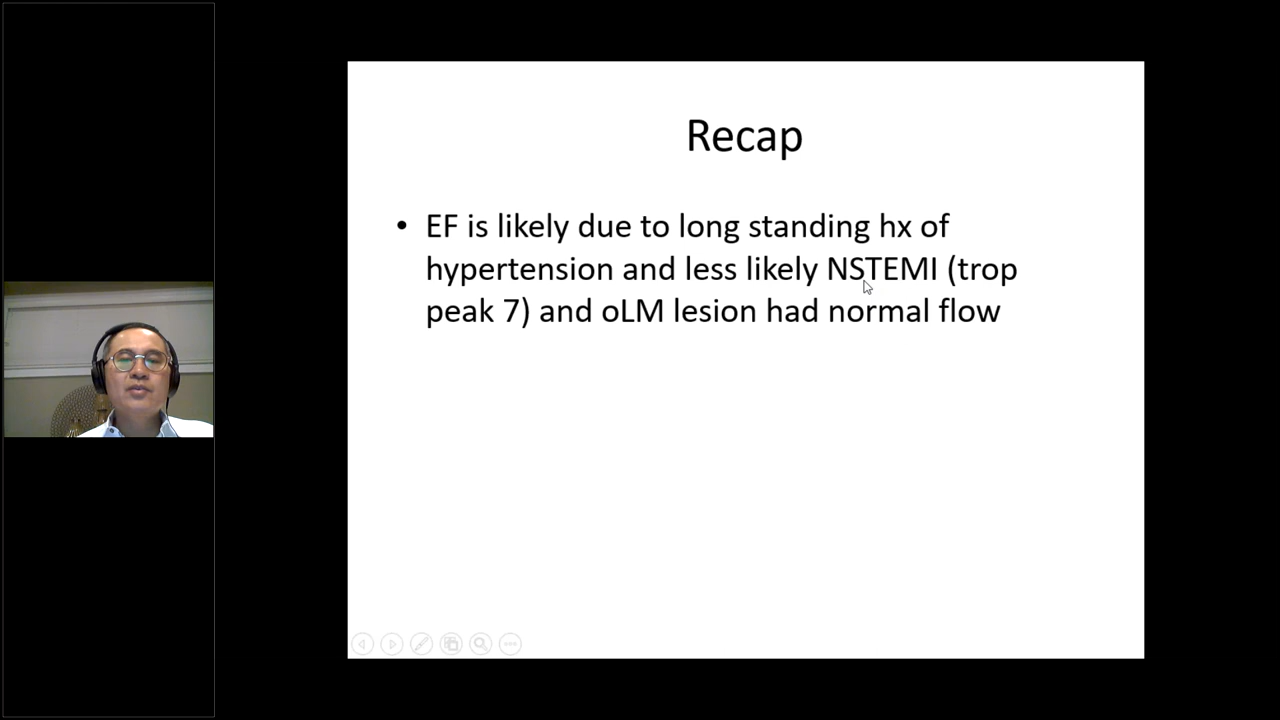 Recap
• EF is likely due to long standing hx of
hypertension and less likely NSTEMI (trop
peak 7) and oLM lesion had normal flow